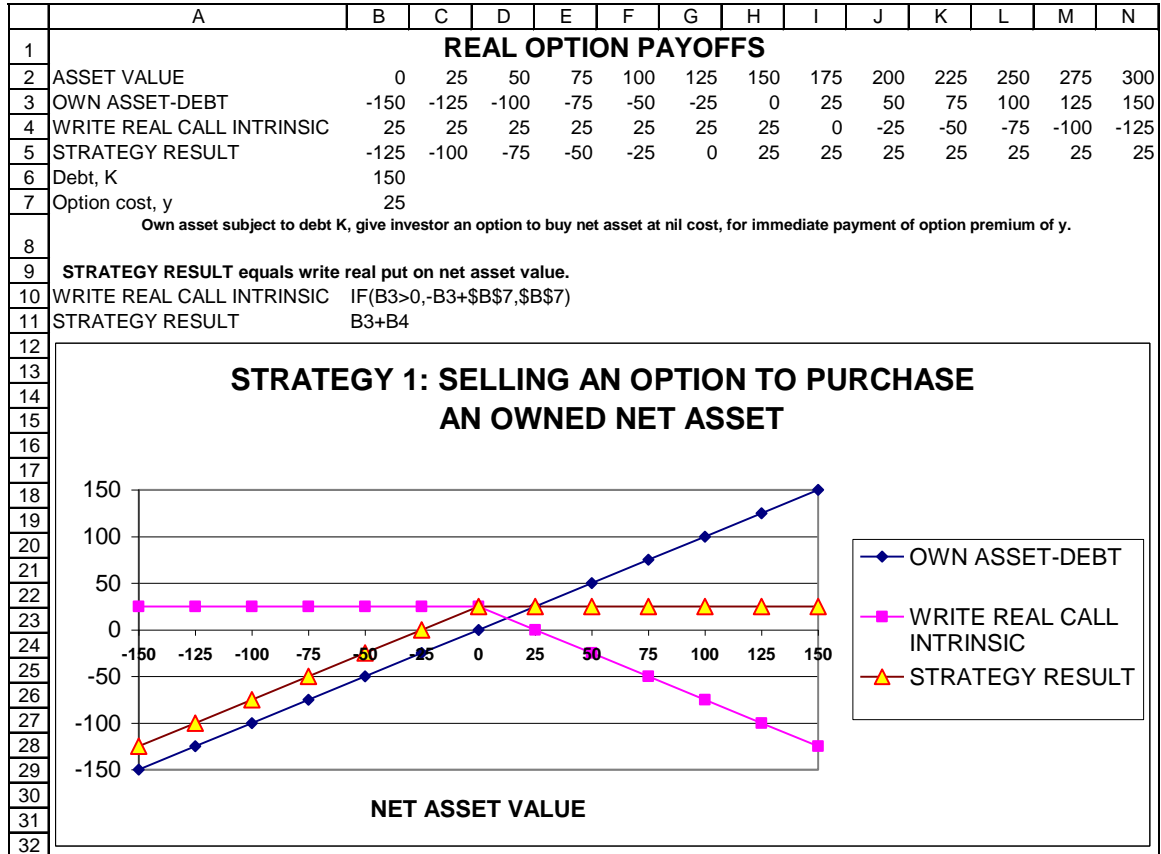 A B C D E F G H I J K L M N
1 REAL OPTION PAYOFFS
2 ASSET VALUE 0 25 50 75 100 125 150 175 200 225 250 275 300
3 OWN ASSET-DEBT -150 -125 -100 -75 -50 -25 0 25 50 75 100 125 150
4 WRITE REAL CALL INTRINSIC 25 25 25 25 25 25 25 0 -25 -50 -75 -100 -125
5 STRATEGY RESULT -125 -100 -75 -50 -25 0 25 25 25 25 25 25 25
6 Debt, K 150
7 Option cost, y 25
8 Own asset subject to debt K, give investor an option to buy net asset at nil cost, for immediate payment of option premium of y.
9 STRATEGY RESULT equals write real put on net asset value.
10 WRITE REAL CALL INTRINSIC IF(B3>0,-B3+$B$7,$B$7)
11 STRATEGY RESULT B3+B4
12
13
14
15
16
17
18
19
20
21
22
23
24
25
26
27
28
29
30
31
32
STRATEGY 1: SELLING AN OPTION TO PURCHASE
AN OWNED NET ASSET
150
100
50
0
-50
-100
-150
-150 -125 -100 -75 -50 -25 0 25 50 75 100 125 150
NET ASSET VALUE
OWN ASSET-DEBT
WRITE REAL CALL
INTRINSIC
STRATEGY RESULT